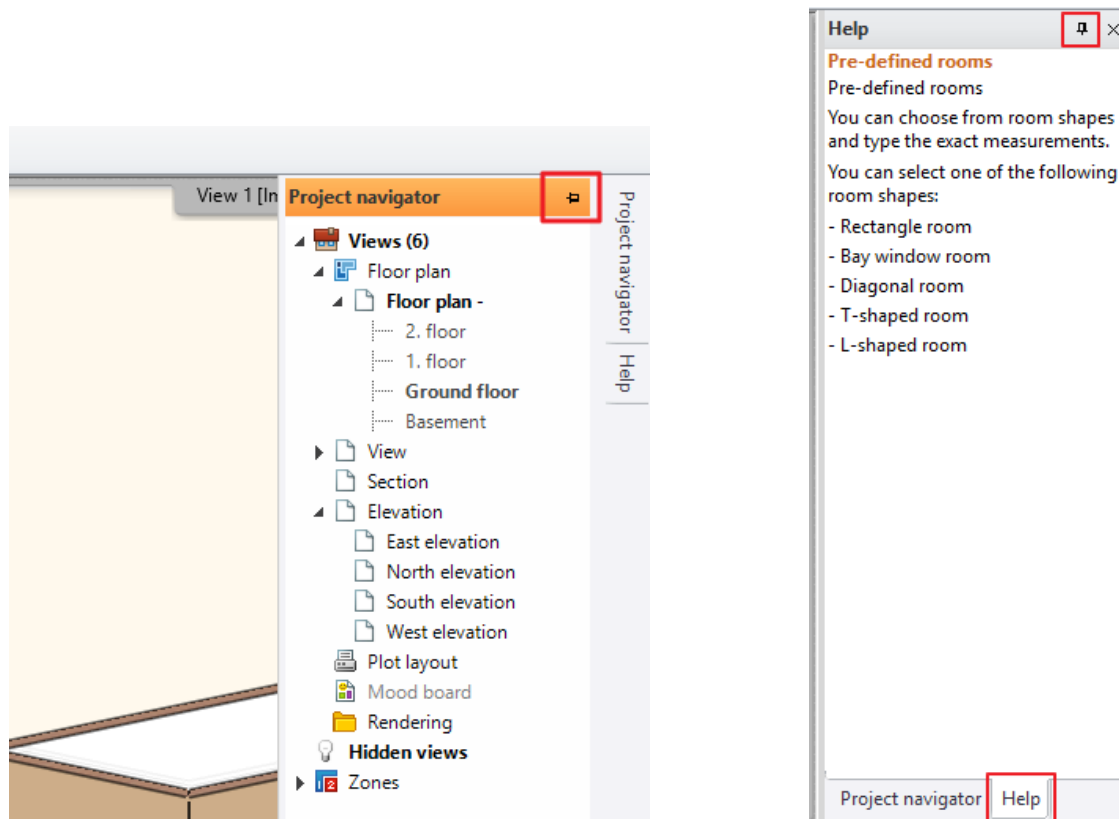 View 1 [In
Project navigator
Views (6)
Floor plan
Floor plan -
2. floor
1. floor
Ground floor
Basement
View
Section
Elevation
East elevation
North elevation
South elevation
West elevation
Plot layout
Mood board
Rendering
Hidden views
1 2 Zones
Project navigator
Help
Help
Pre-defined rooms
Pre-defined rooms
You can choose from room shapes
and type the exact measurements.
You can select one of the following
room shapes:
- Rectangle room
- Bay window room
- Diagonal room
- T-shaped room
- L-shaped room
Project navigator Help